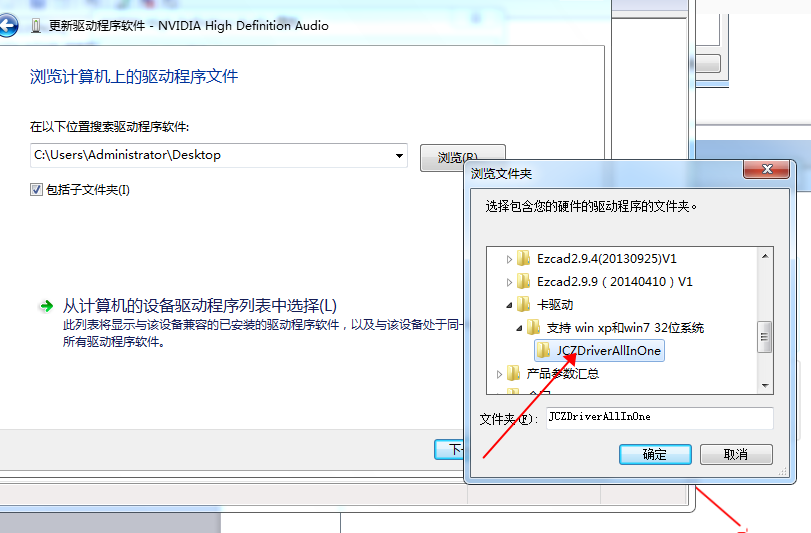 更新驱动程序软件 - NVIDIA High Definition Audio
浏览计算机上的驱动程序文件
在以下位置搜索驱动程序软件:
C:\Users\Administrator\Desktop
浏览(R)
包括子文件夹(I)
从计算机的设备驱动程序列表中选择(L)
此列表将显示与该设备兼容的已安装的驱动程序软件，以及与该设备处于同一
所有驱动程序软件。
下一
浏览文件夹
选择包含您的硬件的驱动程序的文件夹。
Ezcad2.9.4(20130925)V1
Ezcad2.9.9（20140410）V1
卡驱动
支持 win xp和win7 32位系统
JCZDriverAllInOne
产品参数汇总
文件夹(F):
JCZDriverAllInOne
确定
取消